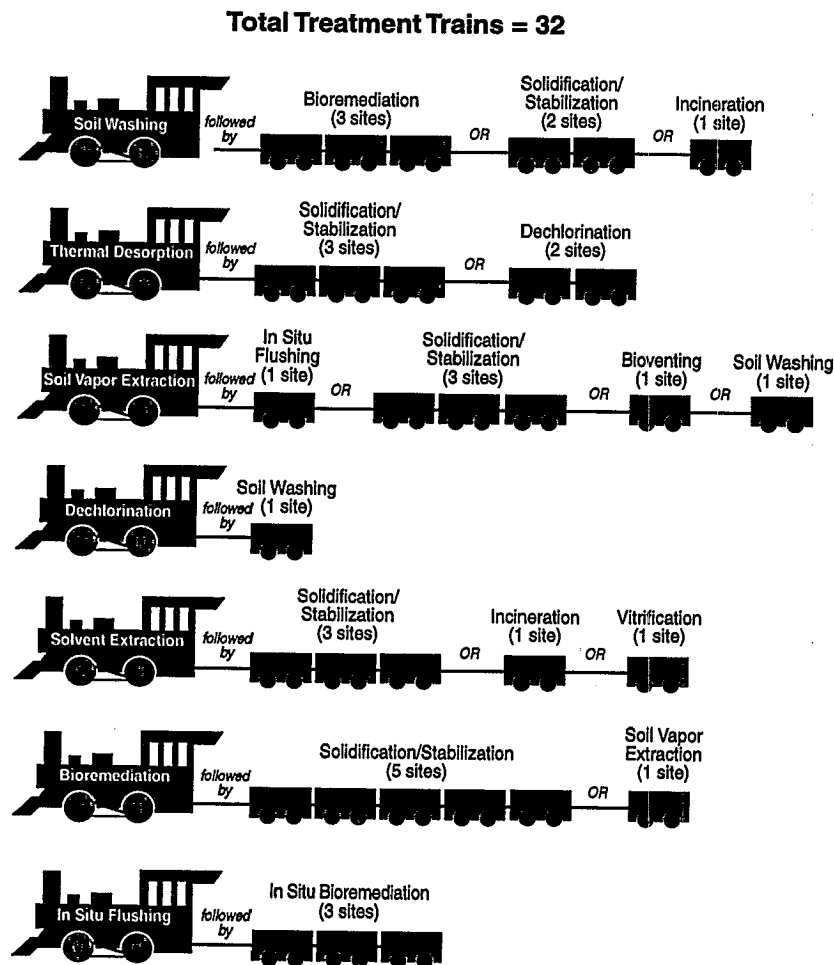 Total Treatment Trains = 32
Soil Washing
followed
by
Bioremediation
(3 sites)
OR
Solidification/
Stabilization
(2 sites)
OR
Incineration
(1 site)
Thermal Desorption
followed
by
Solidification/
Stabilization
(3 sites)
OR
Dechlorination
(2 sites)
Soil Vapor Extraction
followed
by
In Situ
Flushing
(1 site)
OR
Solidification/
Stabilization
(3 sites)
OR
Bioventing
(1 site)
OR
Soil Washing
(1 site)
Dechlorination
followed
by
Soil Washing
(1 site)
Solvent Extraction
followed
by
Solidification/
Stabilization
(3 sites)
OR
Incineration
(1 site)
OR
Vitrification
(1 site)
Bioremediation
followed
by
Solidification/Stabilization
(5 sites)
OR
Soil Vapor
Extraction
(1 site)
In Situ Flushing
followed
by
In Situ Bioremediation
(3 sites)